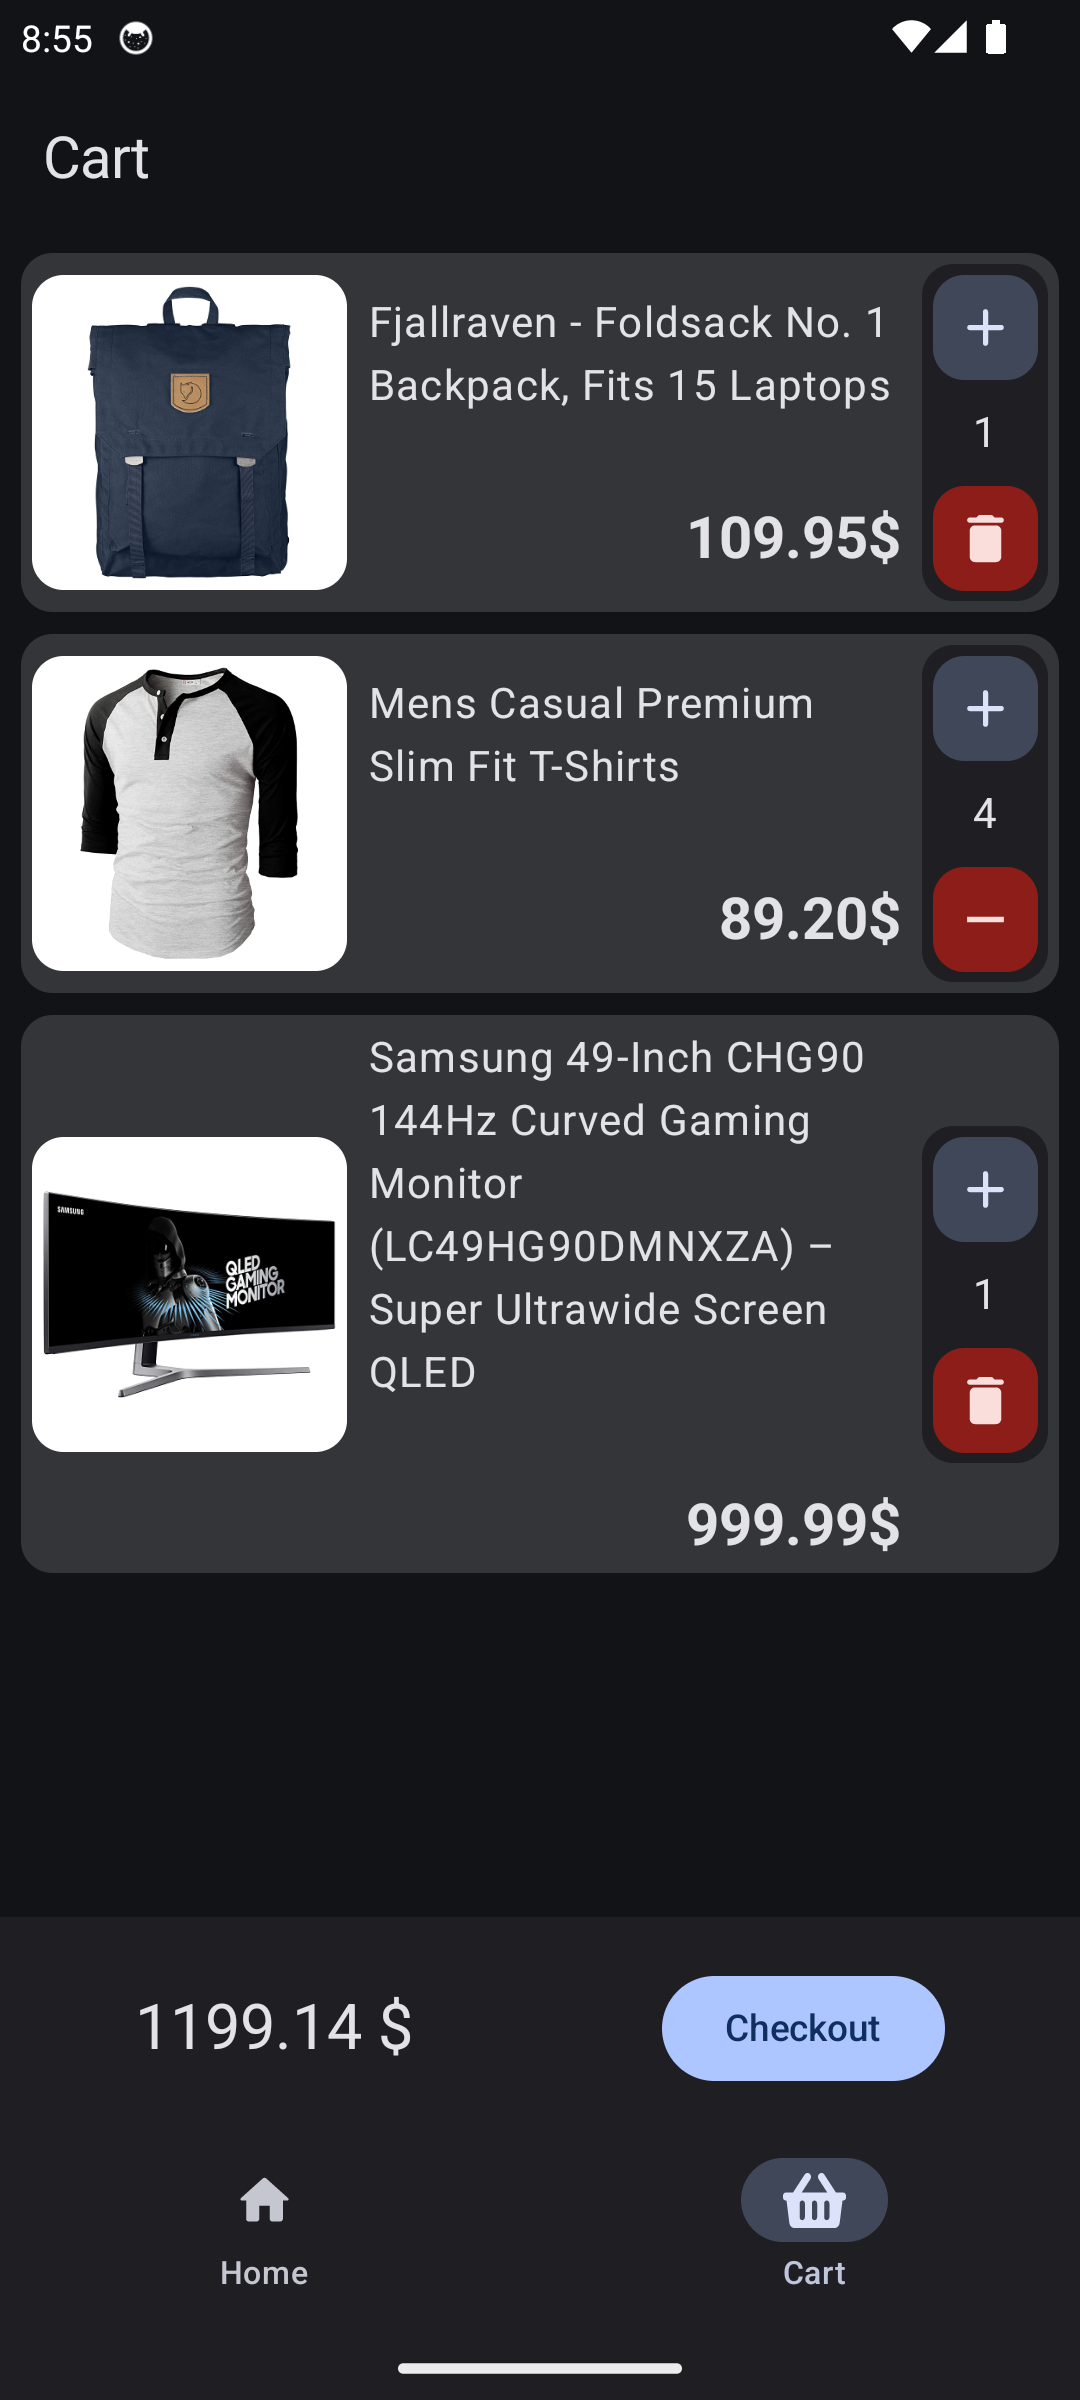 8:55
Cart
Fjallraven - Foldsack No. 1
Backpack, Fits 15 Laptops
1
109.95$
Mens Casual Premium
Slim Fit T-Shirts
4
89.20$
Samsung 49-Inch CHG90
144Hz Curved Gaming
Monitor
(LC49HG90DMNXZA) –
Super Ultrawide Screen
QLED
SAMSUNG
QLED
GAMING
MONITOR
1
999.99$
1199.14 $
Checkout
Home
Cart